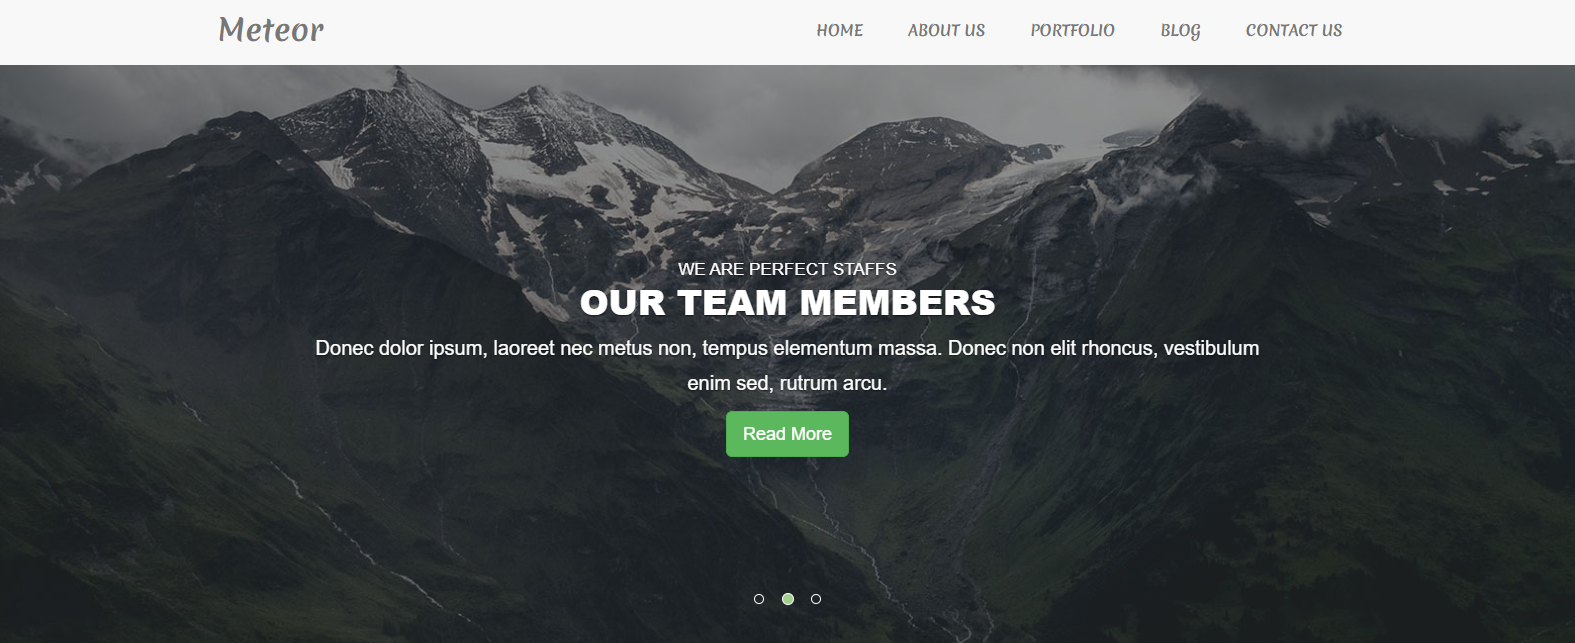 Meteor
HOME
ABOUT US
PORTFOLIO
BLOG
CONTACT US
WE ARE PERFECT STAFFS
OUR TEAM MEMBERS
Donec dolor ipsum, laoreet nec metus non, tempus elementum massa. Donec non elit rhoncus, vestibulum
enim sed, rutrum arcu.
Read More